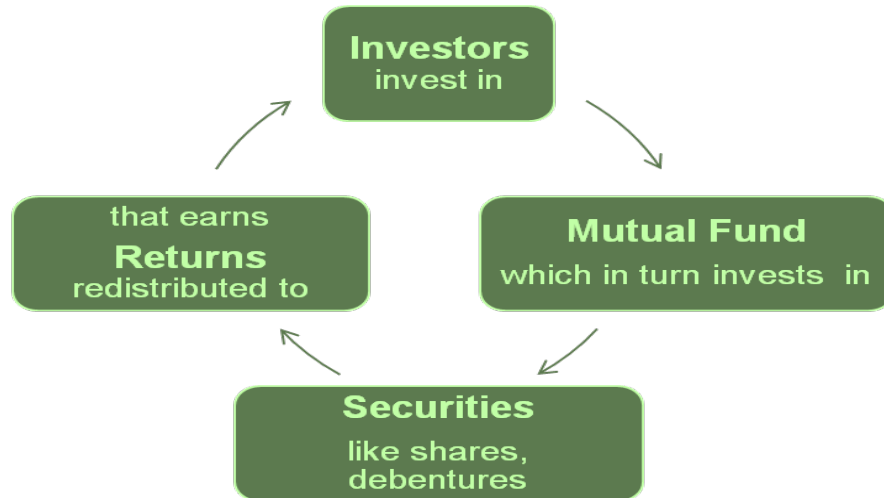 Investors
invest in
Mutual Fund
which in turn invests in
Securities
like shares,
debentures
that earns
Returns
redistributed to